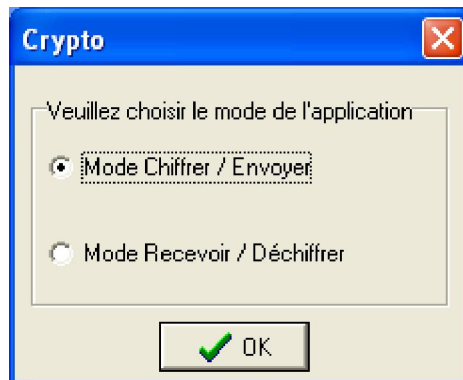 Crypto
Veuillez choisir le mode de l'application
Mode Chiffrer / Envoyer
Mode Recevoir / Déchiffrer
OK